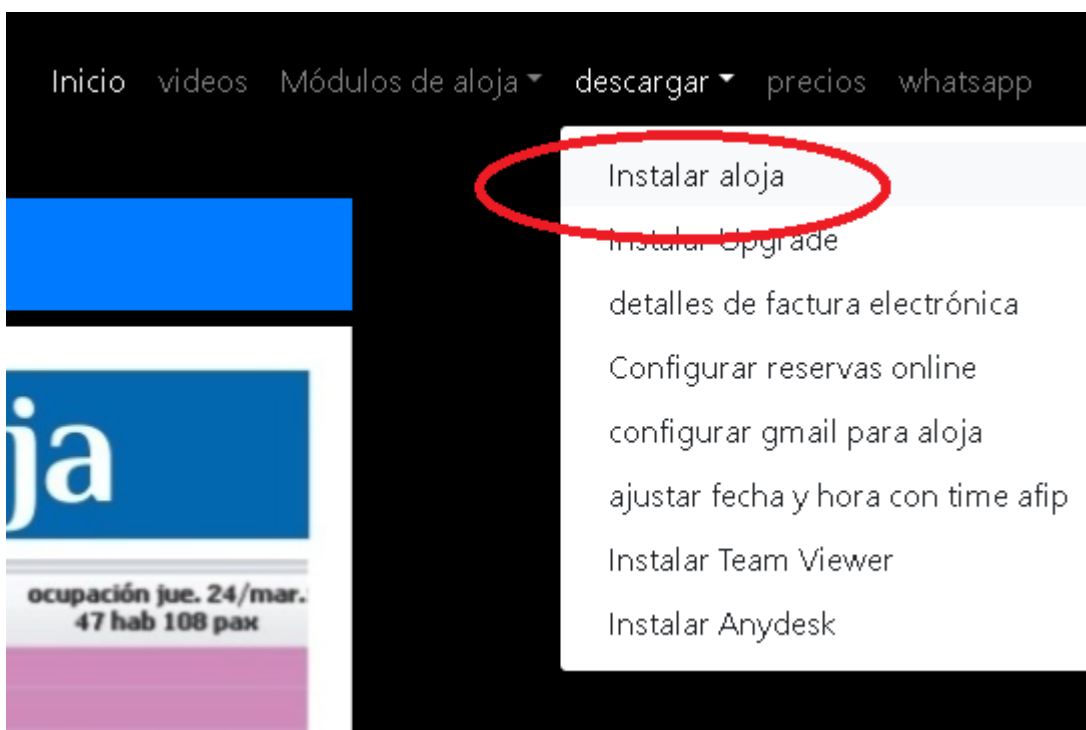 Inicio videos Módulos de aloja descargar precios whatsapp
Instalar aloja
Instalar Upgrade
detalles de factura electrónica
Configurar reservas online
configurar gmail para aloja
ajustar fecha y hora con time afip
Instalar Team Viewer
Instalar Anydesk
ja
ocupación jue. 24/mar.
47 hab 108 pax